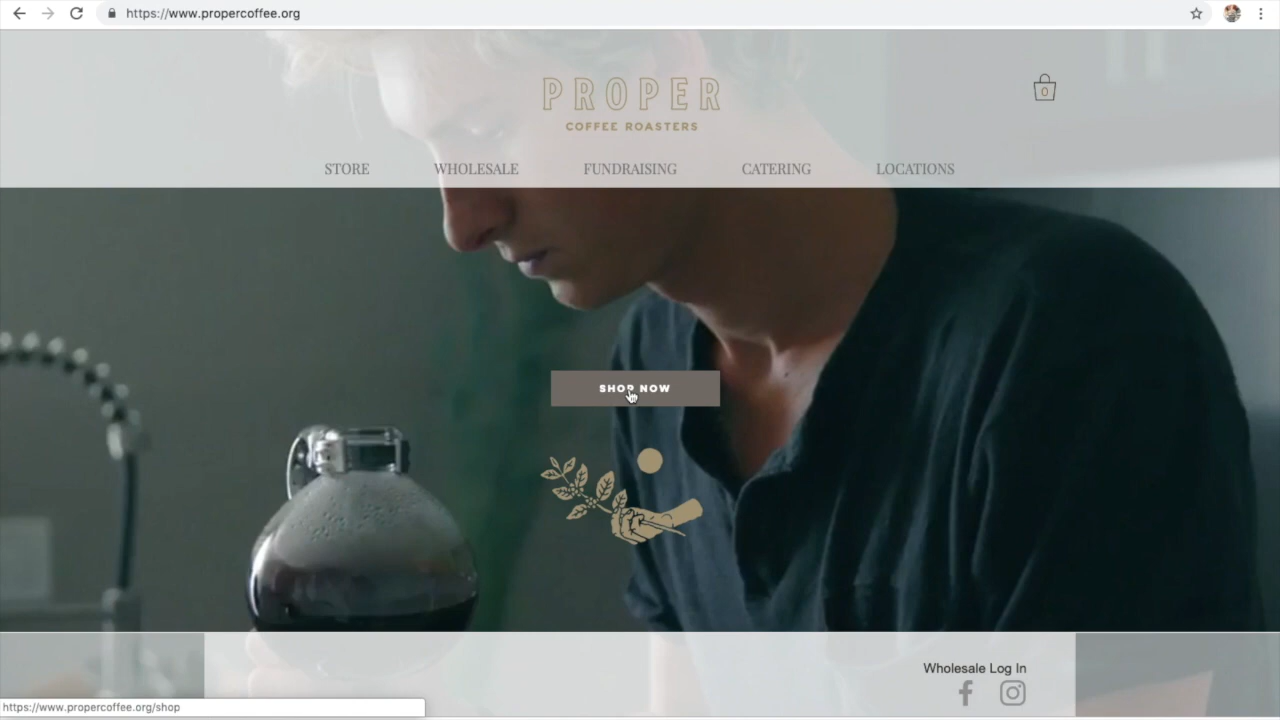 https://www.propercoffee.org
PROPER
COFFEE ROASTERS
0
STORE WHOLESALE FUNDRAISING CATERING LOCATIONS
SHOP NOW
Wholesale Log In
https://www.propercoffee.org/shop